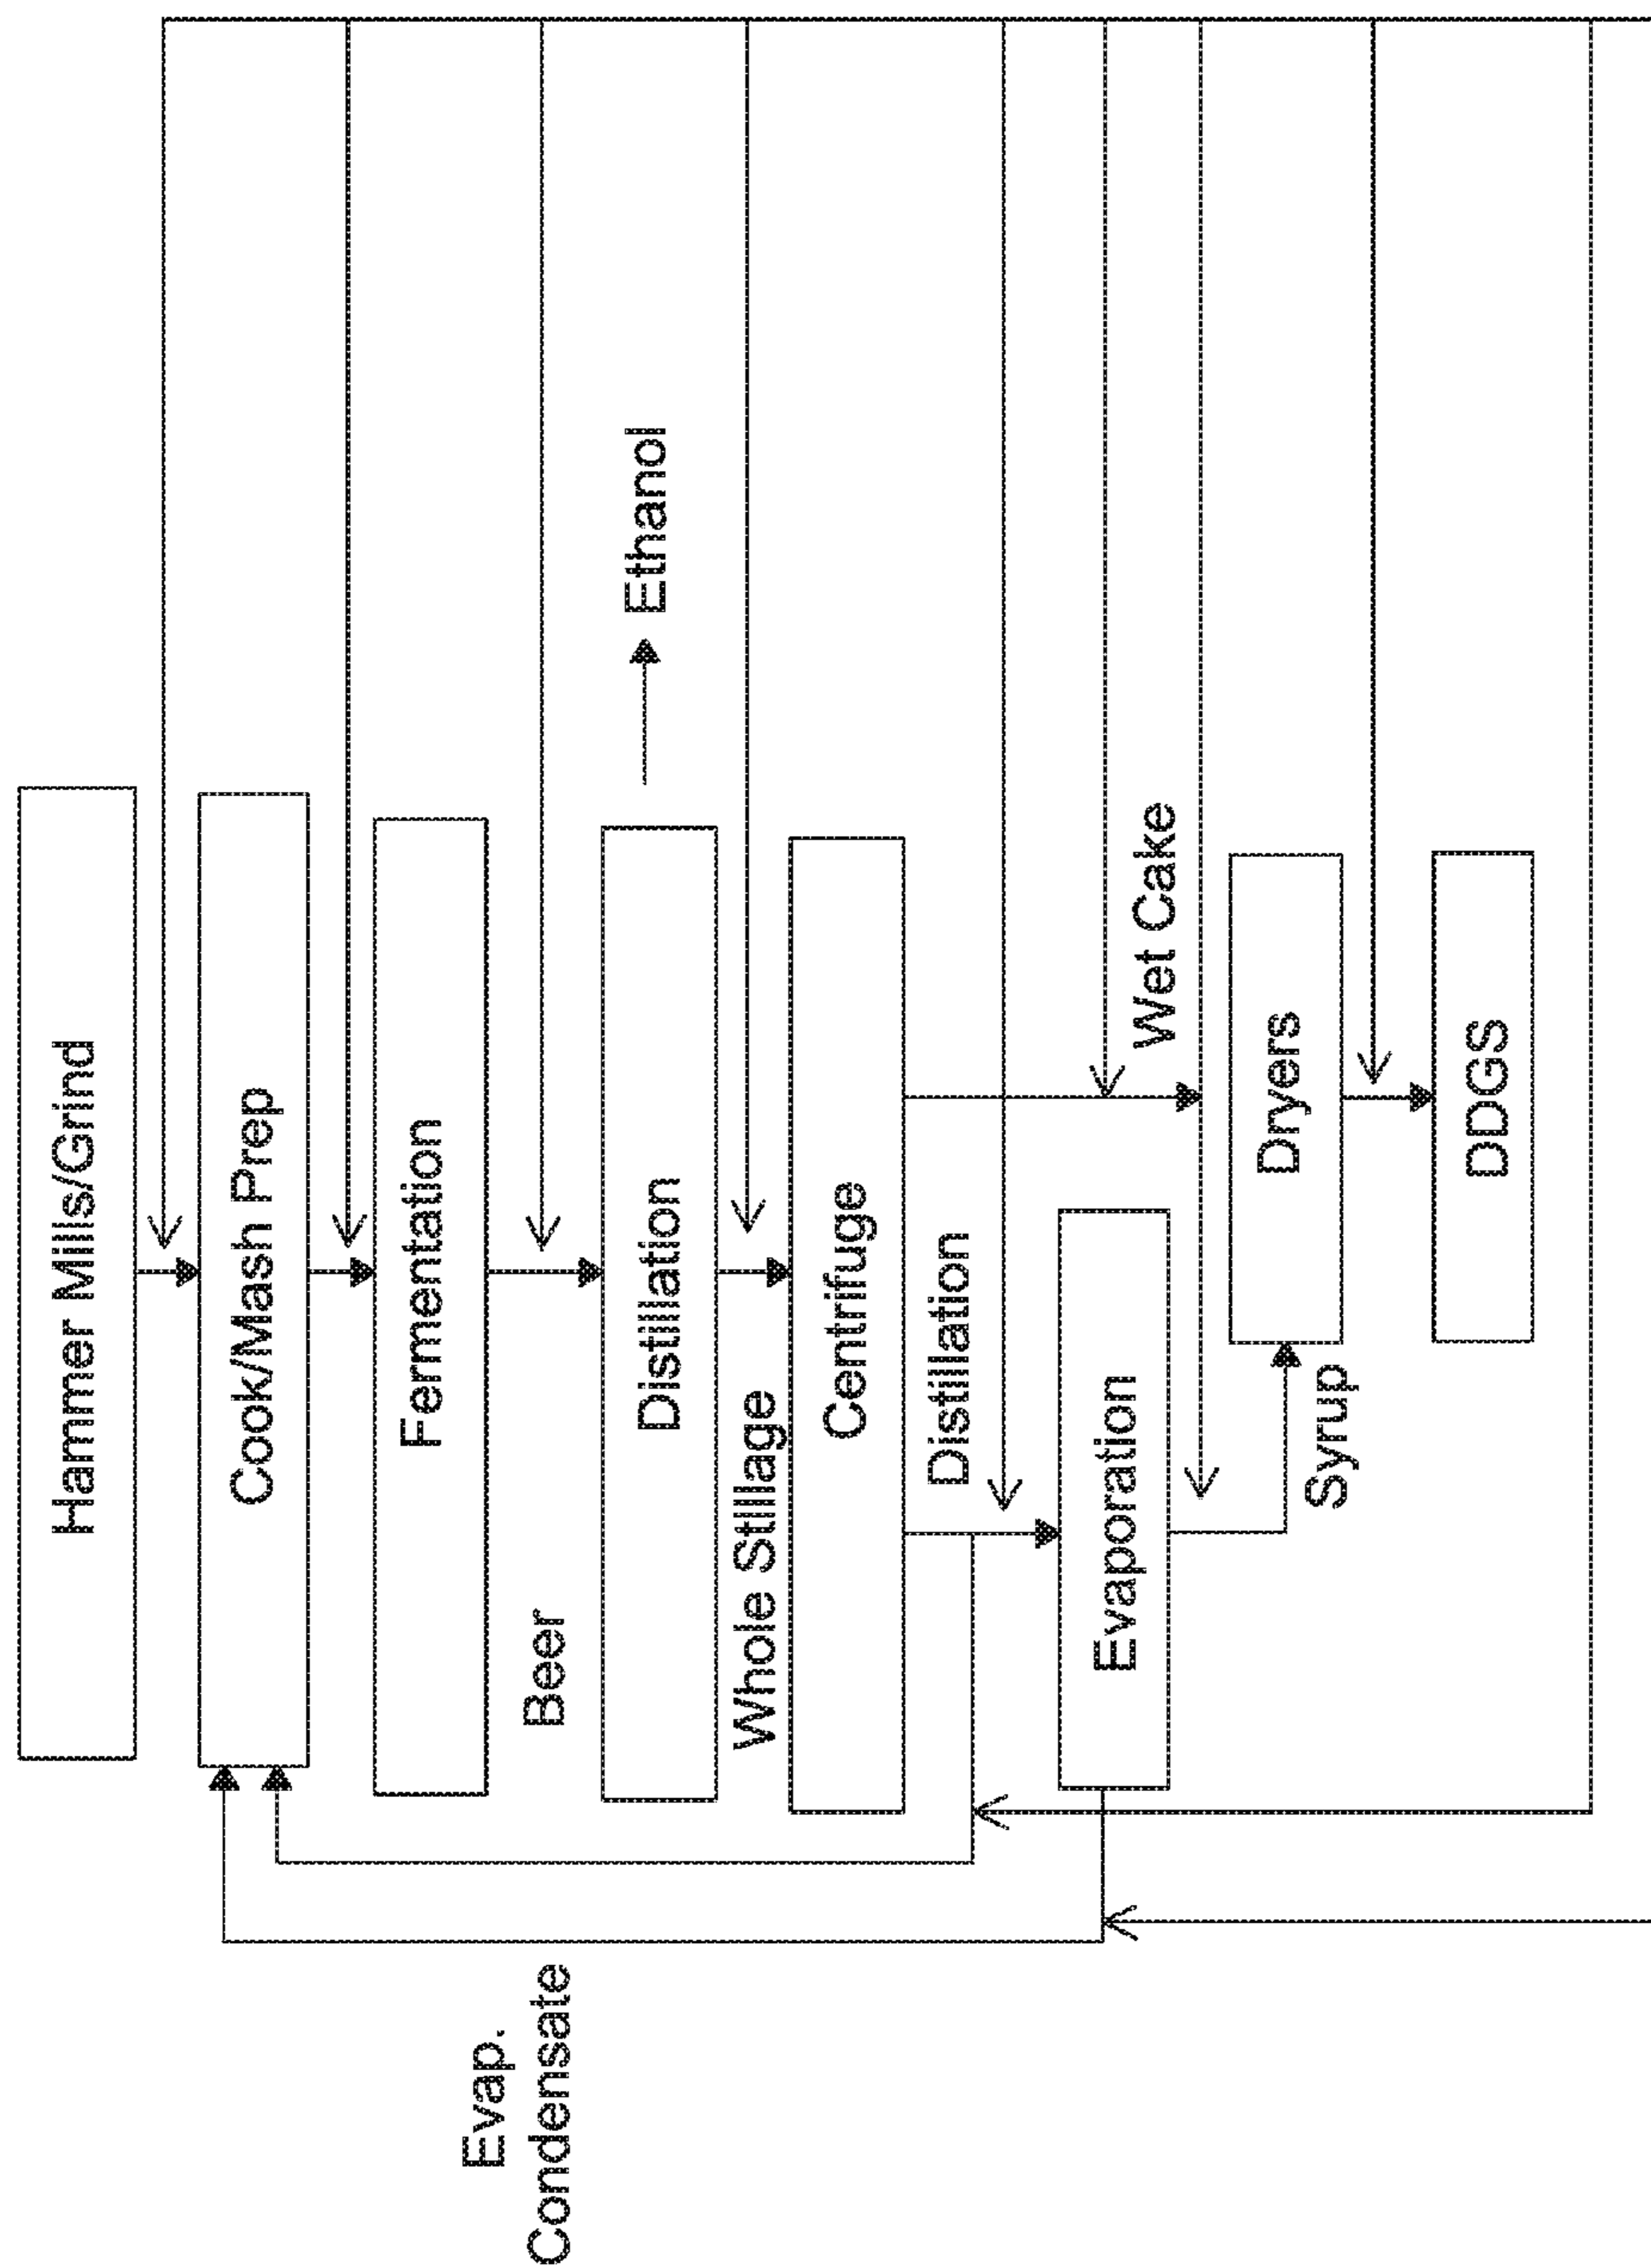 Hammer Mills/Grind
Cook/Mash Prep
Fermentation
Beer
Distillation
Ethanol
Whole Stillage
Centrifuge
Distillation
Evap.
Condensate
Evaporation
Wet Cake
Dryers
Syrup
DDGS